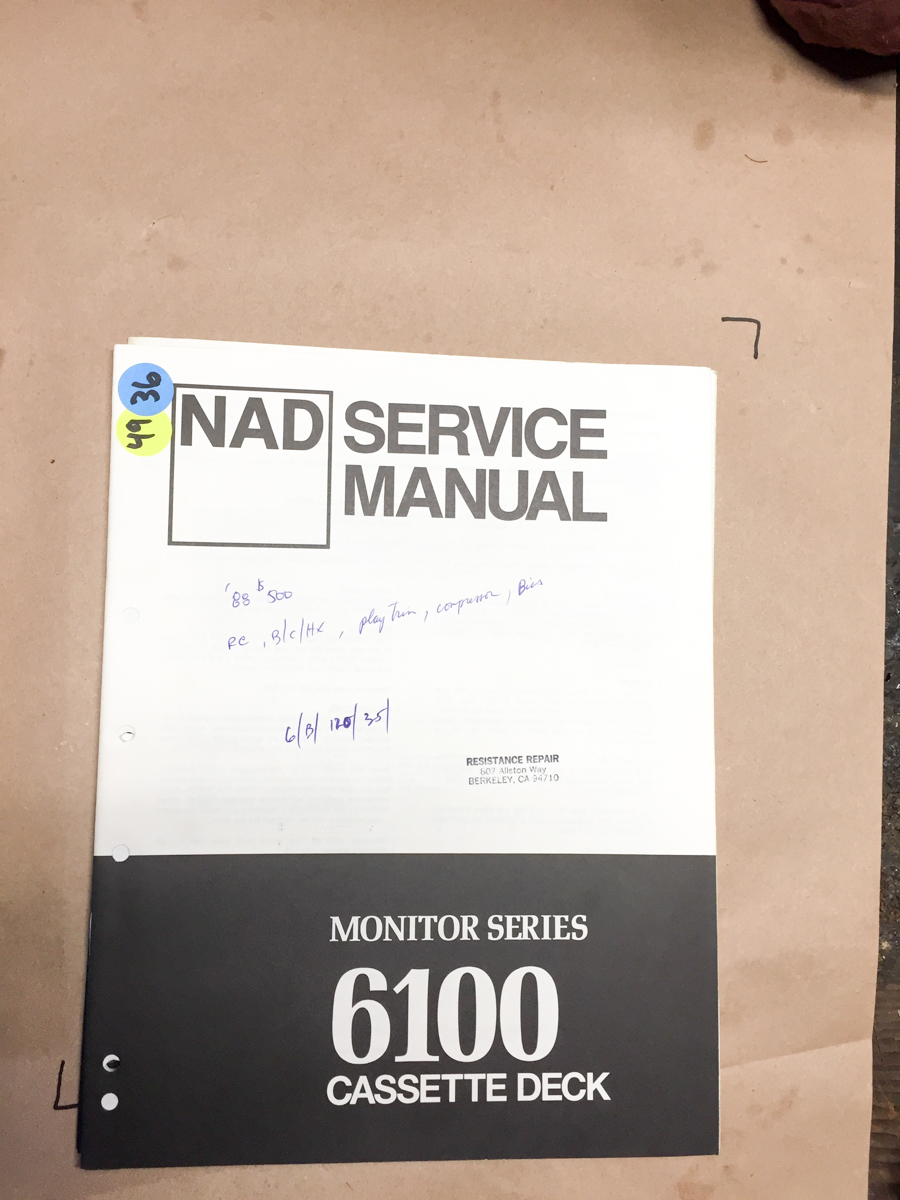 36
49
NAD SERVICE
MANUAL
'88 $500
RC, B/C/HX, play Trim, compressor, Bias
6/B/120/35/
RESISTANCE REPAIR
607 Allston Way
BERKELEY, CA 94710
MONITOR SERIES
6100
CASSETTE DECK